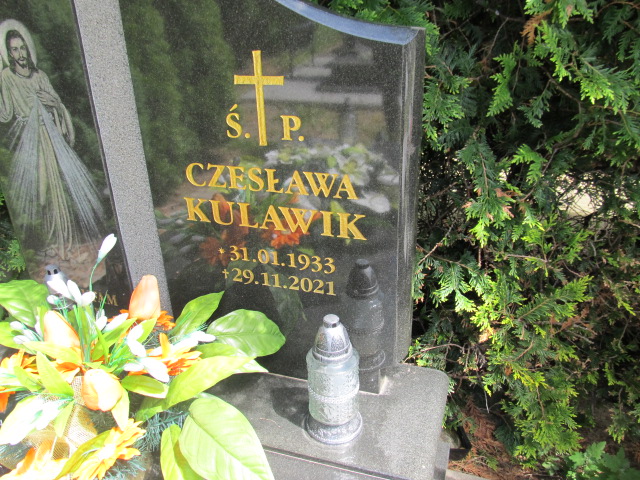 Ś. P.
CZESŁAWA
KULAWIK
*31.01.1933
†29.11.2021